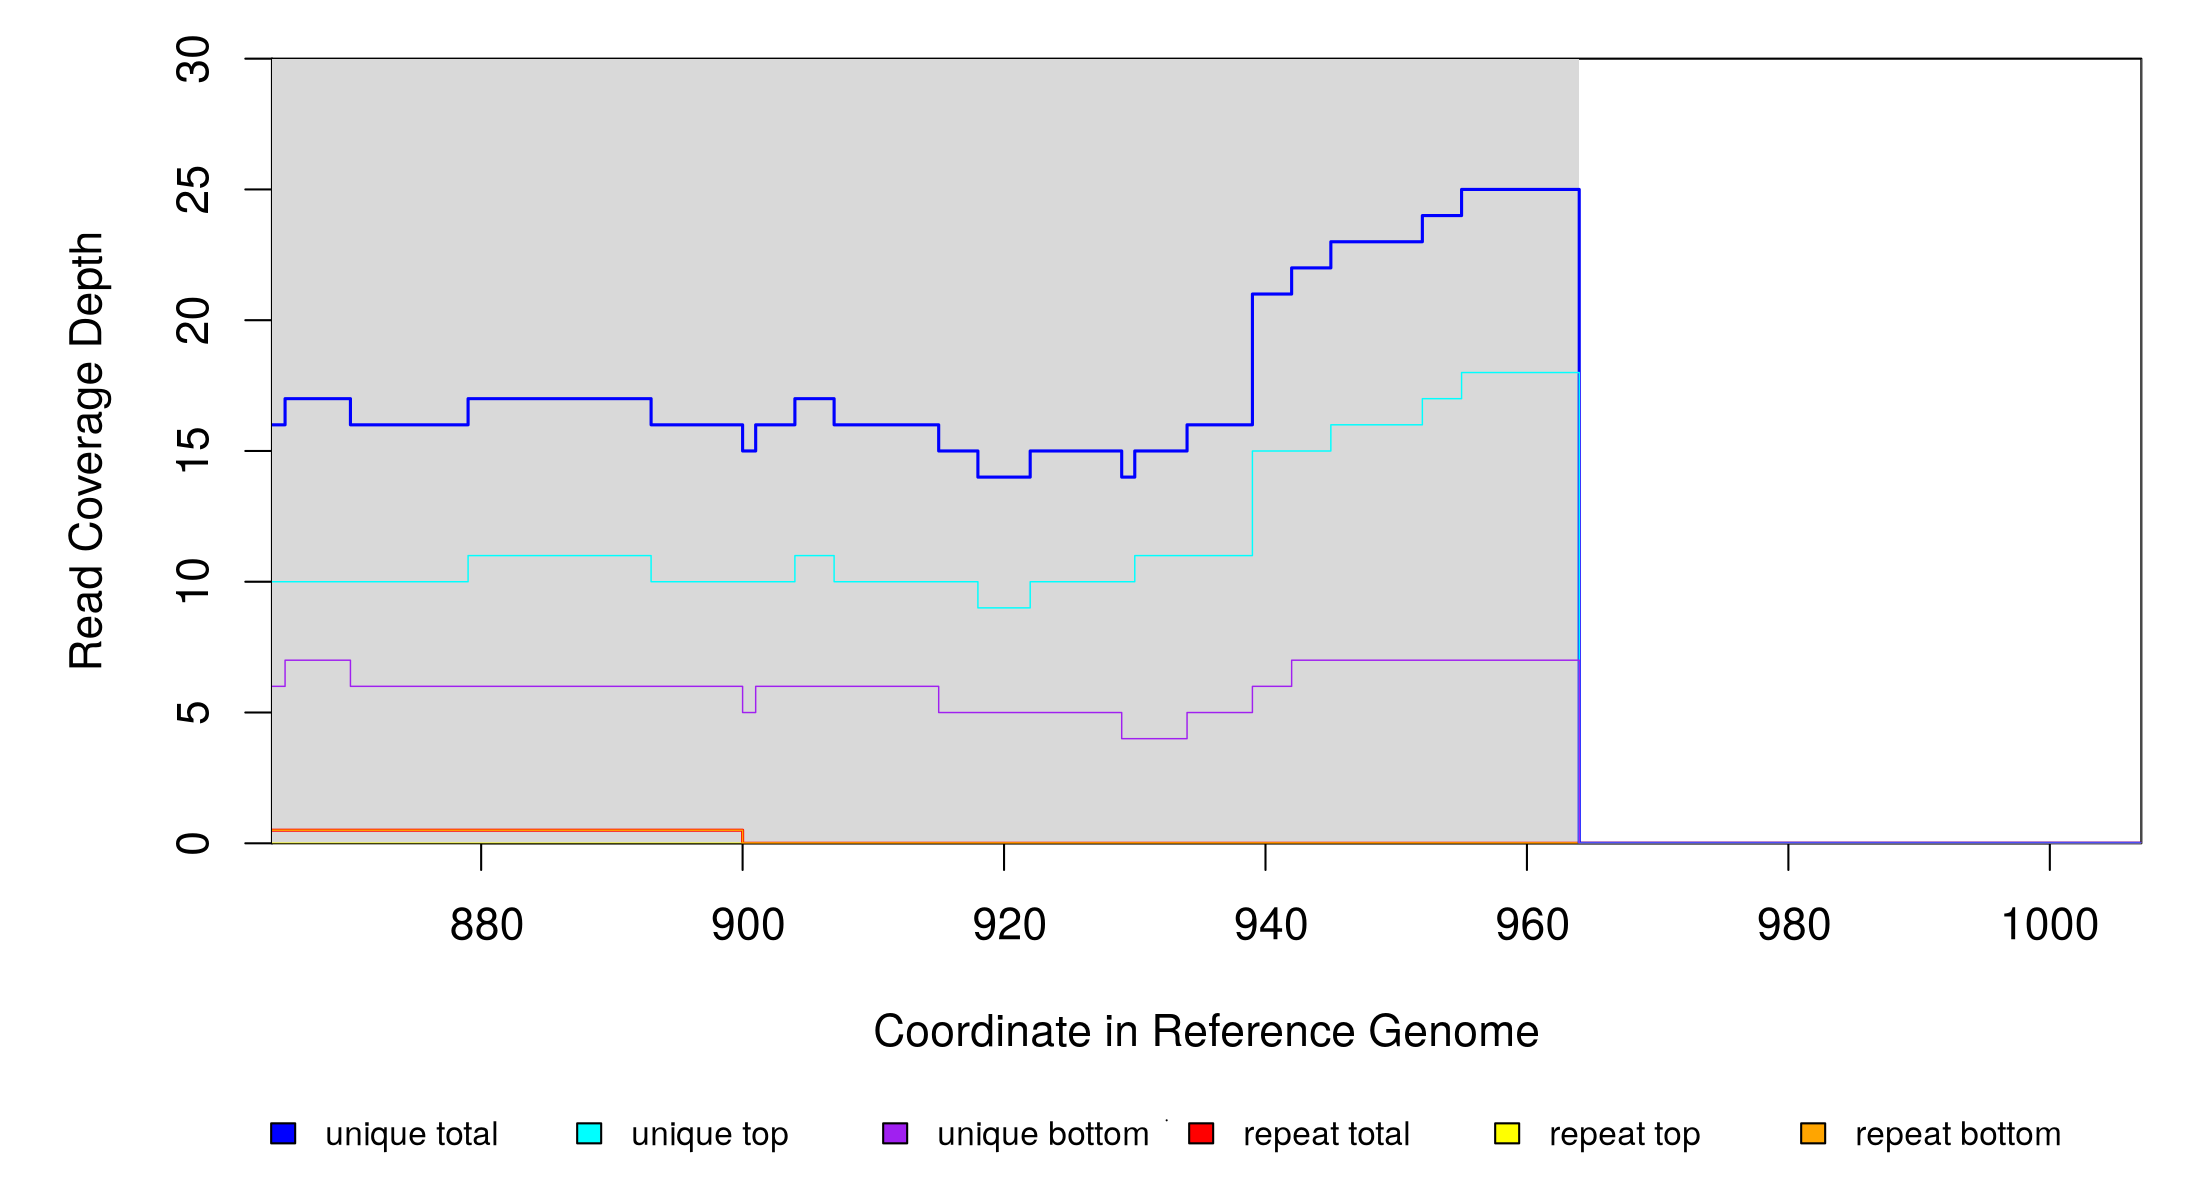 Read Coverage Depth
30
25
20
15
10
5
0
880 900 920 940 960 980 1000
Coordinate in Reference Genome
unique total unique top unique bottom repeat total repeat top repeat bottom